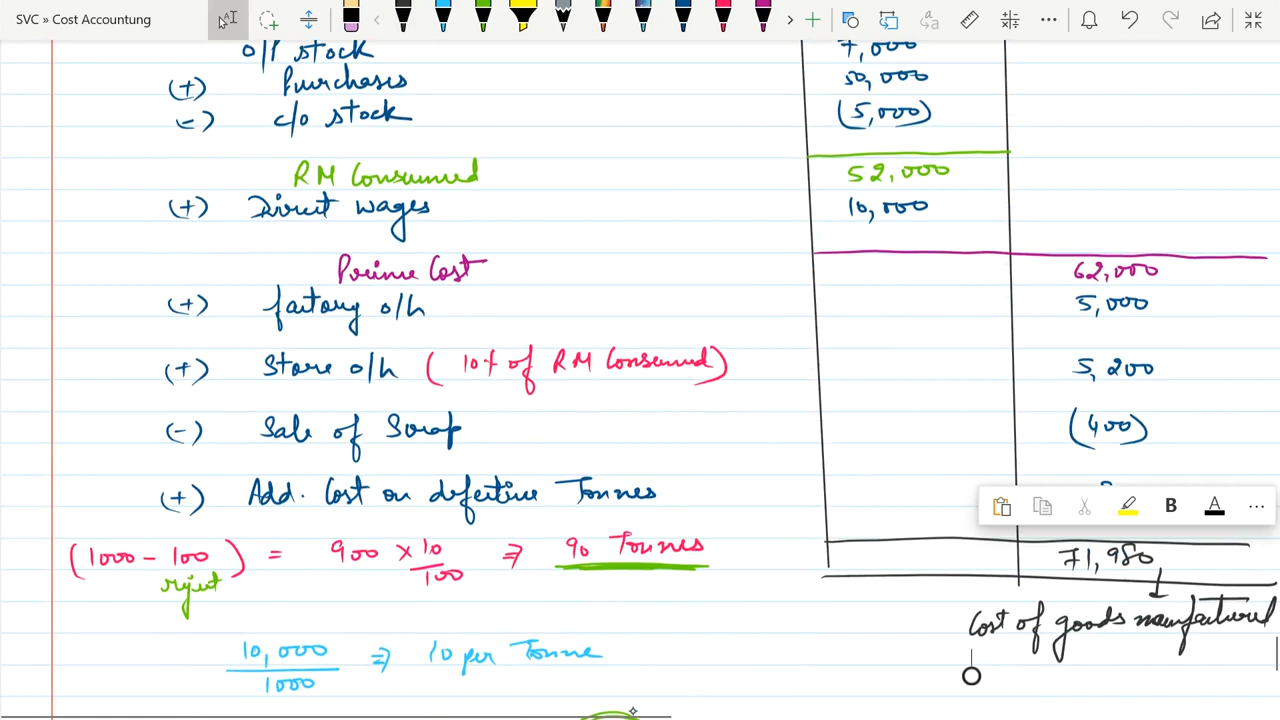 SVC » Cost Accountung
o/p stock 7,000
(+) Purchases 50,000
(-) c/o stock (5,000)
RM Consumed 52,000
(+) Direct wages 10,000
Prime Cost 62,000
(+) factory o/h 5,000
(+) Store o/h (10% of RM Consumed) 5,200
(-) Sale of Scrap (400)
(+) Add. Cost on defective Tonnes
B A ...
(1000 - 100) = 900 × 10/100 ⇒ 90 Tonnes
reject
71,980
Cost of goods manufactured
10,000/1000 ⇒ 10 per Tonne